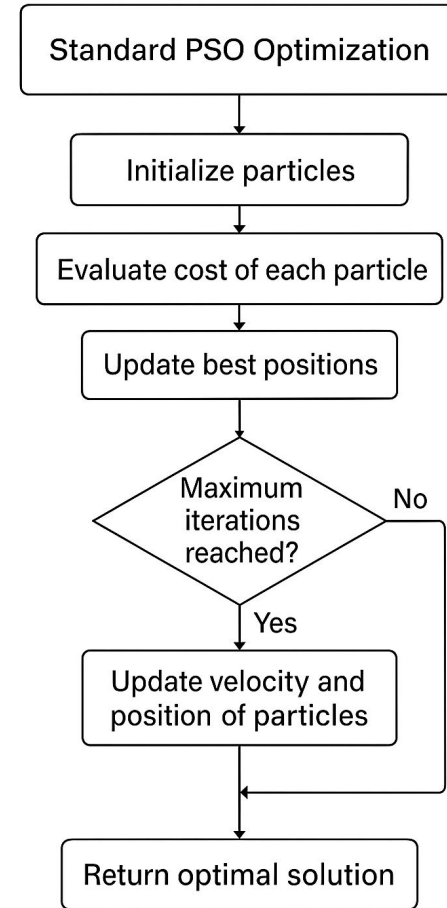 Standard PSO Optimization
Initialize particles
Evaluate cost of each particle
Update best positions
Maximum
iterations
reached?
No
Yes
Update velocity and
position of particles
Return optimal solution